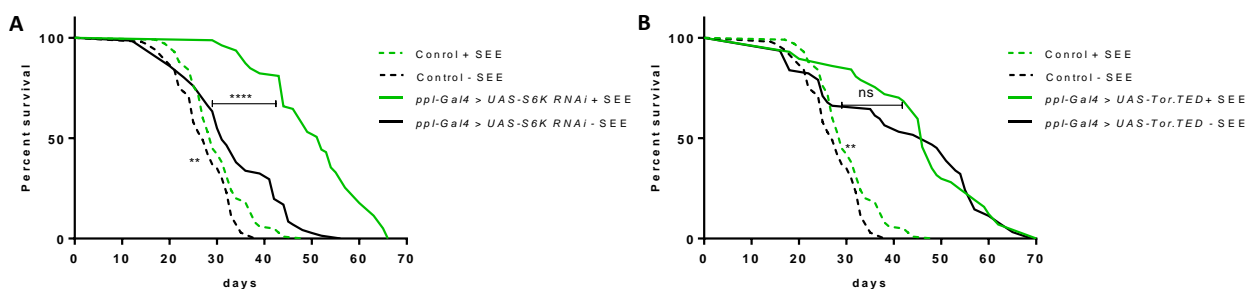 A
Percent survival
100
50
0
0 10 20 30 40 50 60 70
days
****
**
Conrol + SEE
Control - SEE
ppl-Gal4 > UAS-S6K RNAi + SEE
ppl-Gal4 > UAS-S6K RNAi - SEE
B
Percent survival
100
50
0
0 10 20 30 40 50 60 70
days
ns
**
Conrol + SEE
Control - SEE
ppl-Gal4 > UAS-Tor.TED+ SEE
ppl-Gal4 > UAS-Tor.TED - SEE